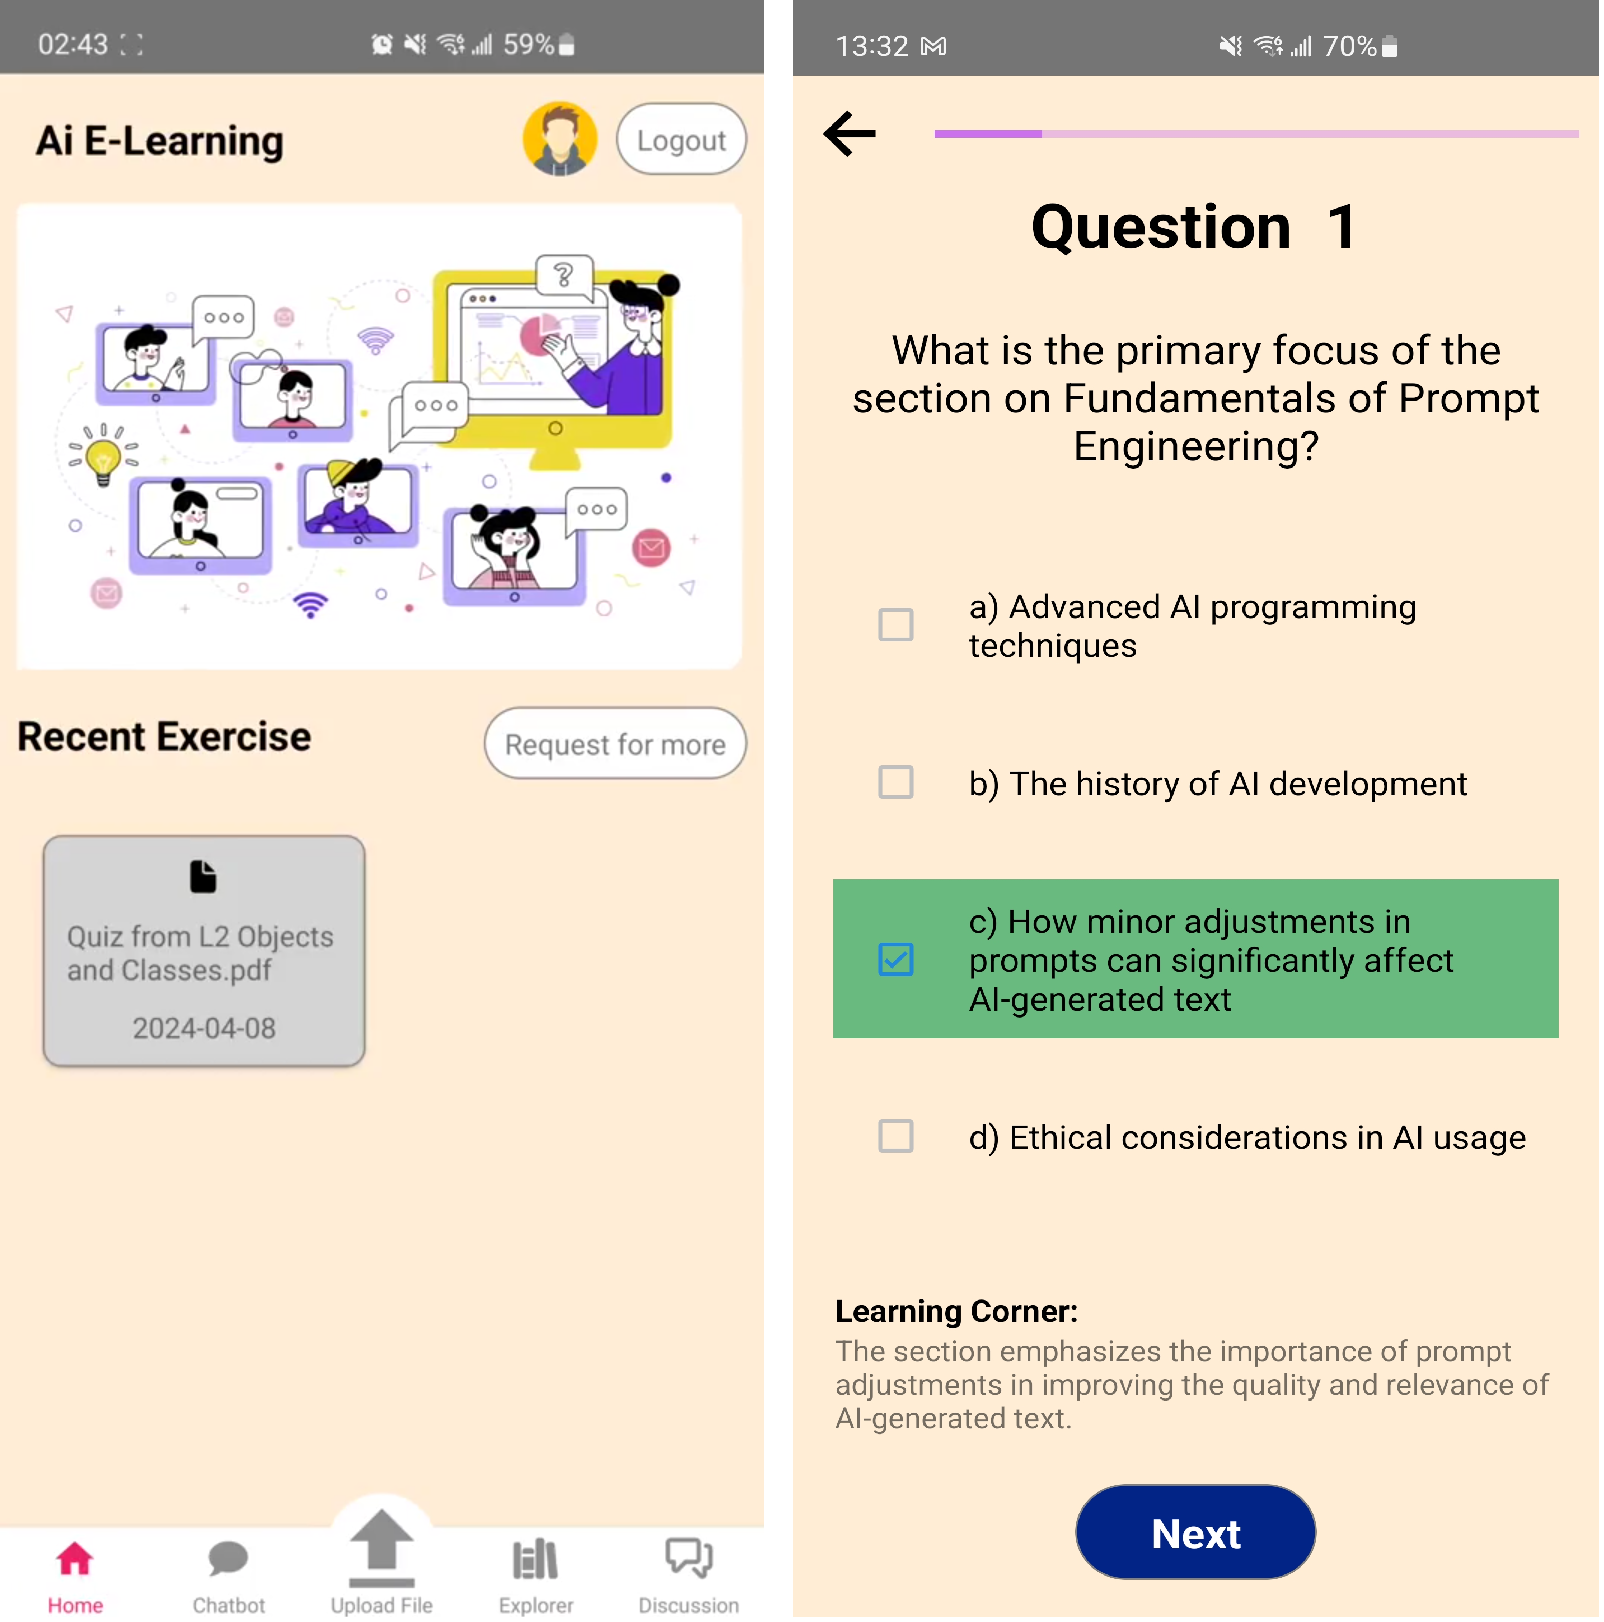 02:43
59%
Ai E-Learning
Logout
?
Recent Exercise
Request for more
Quiz from L2 Objects
and Classes.pdf
2024-04-08
Home
Chatbot
Upload File
Explorer
Discussion
13:32
70%
Question 1
What is the primary focus of the
section on Fundamentals of Prompt
Engineering?
a) Advanced AI programming
techniques
b) The history of AI development
c) How minor adjustments in
prompts can significantly affect
AI-generated text
d) Ethical considerations in AI usage
Learning Corner:
The section emphasizes the importance of prompt
adjustments in improving the quality and relevance of
AI-generated text.
Next